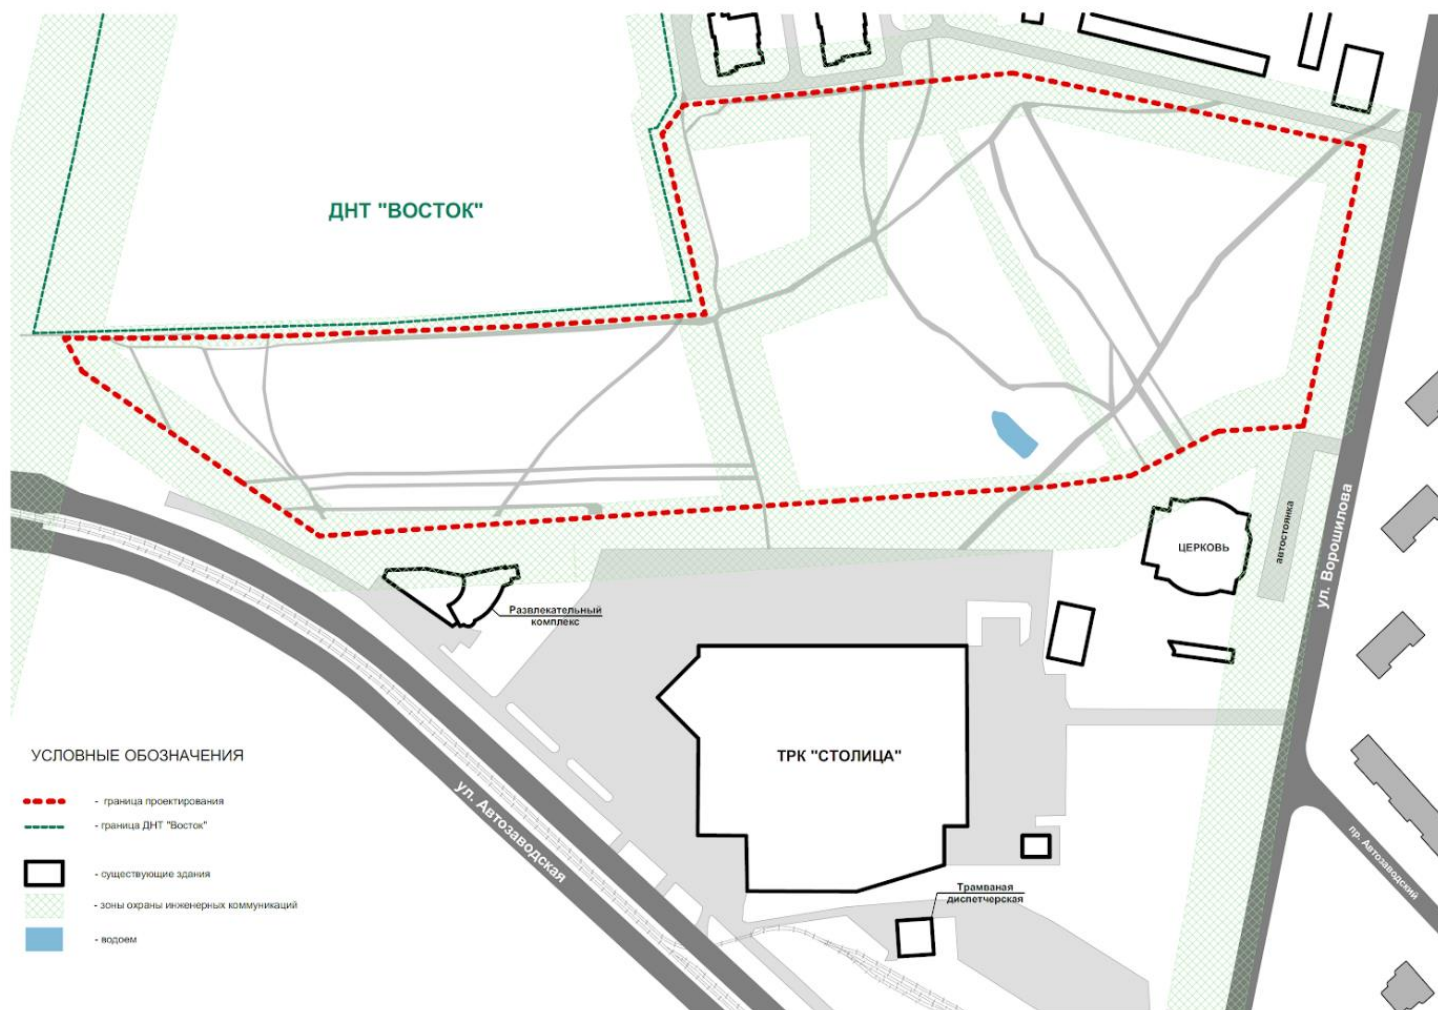 ДНТ "ВОСТОК"
ул. Ворошилова
автостоянка
ЦЕРКОВЬ
Развлекательный
комплекс
УСЛОВНЫЕ ОБОЗНАЧЕНИЯ
- граница проектирования
- граница ДНТ "Восток"
- существующие здания
- зоны охраны инженерных коммуникаций
- водоем
ТРК "СТОЛИЦА"
ул. Автозаводская
пр. Автозаводский
Трамваная
диспетчерская